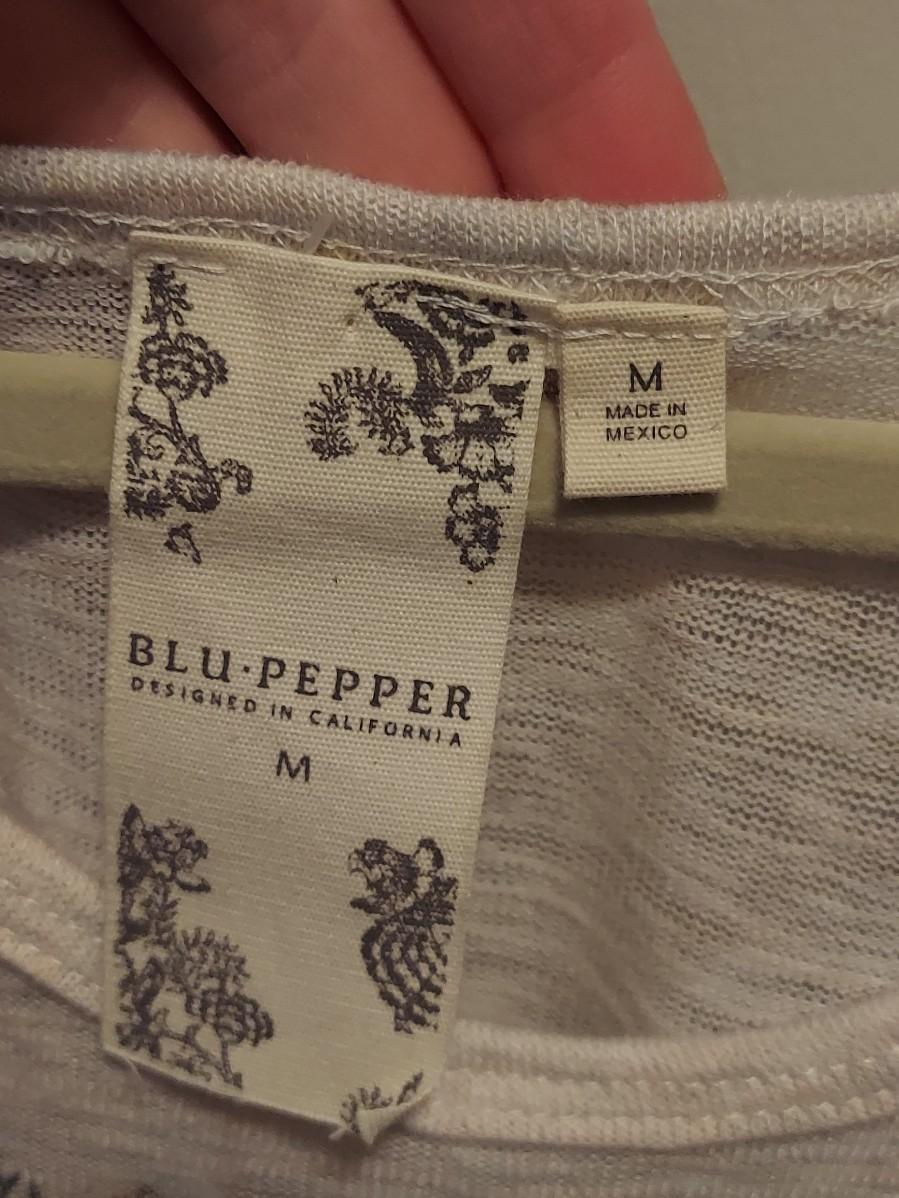 BLU·PEPPER
DESIGNED IN CALIFORNIA
M
M
MADE IN
MEXICO